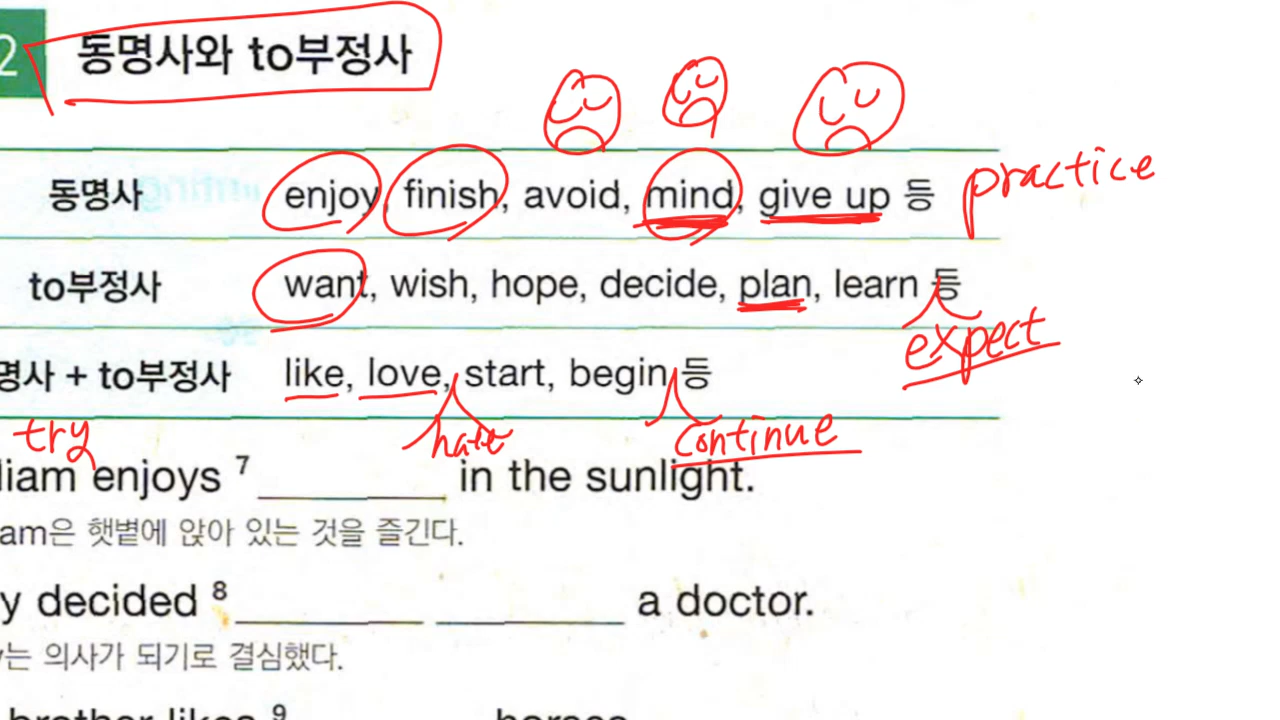 2 동명사와 to부정사
동명사 enjoy, finish, avoid, mind, give up 등 practice
to부정사 want, wish, hope, decide, plan, learn 등
expect
명사 + to부정사 like, love, start, begin 등
try hate continue
liam enjoys 7 ________ in the sunlight.
am은 햇볕에 앉아 있는 것을 즐긴다.
y decided 8 ________ ________ a doctor.
는 의사가 되기로 결심했다.
brother likes 9 horses